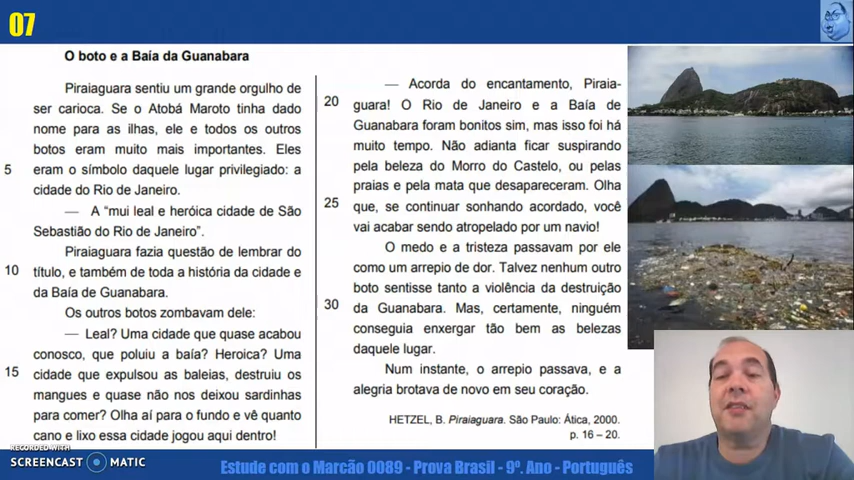 07
O boto e a Baía da Guanabara
Piraiaguara sentiu um grande orgulho de
ser carioca. Se o Atobá Maroto tinha dado
nome para as ilhas, ele e todos os outros
botos eram muito mais importantes. Eles
5 eram o símbolo daquele lugar privilegiado: a
cidade do Rio de Janeiro.
— A “mui leal e heróica cidade de São
Sebastião do Rio de Janeiro”.
Piraiaguara fazia questão de lembrar do
10 título, e também de toda a história da cidade e
da Baía de Guanabara.
Os outros botos zombavam dele:
— Leal? Uma cidade que quase acabou
conosco, que poluiu a baía? Heroica? Uma
15 cidade que expulsou as baleias, destruiu os
mangues e quase não nos deixou sardinhas
para comer? Olha aí para o fundo e vê quanto
cano e lixo essa cidade jogou aqui dentro!
— Acorda do encantamento, Piraia-
20 guara! O Rio de Janeiro e a Baía de
Guanabara foram bonitos sim, mas isso foi há
muito tempo. Não adianta ficar suspirando
pela beleza do Morro do Castelo, ou pelas
praias e pela mata que desapareceram. Olha
25 que, se continuar sonhando acordado, você
vai acabar sendo atropelado por um navio!
O medo e a tristeza passavam por ele
como um arrepio de dor. Talvez nenhum outro
boto sentisse tanto a violência da destruição
30 da Guanabara. Mas, certamente, ninguém
conseguia enxergar tão bem as belezas
daquele lugar.
Num instante, o arrepio passava, e a
alegria brotava de novo em seu coração.
HETZEL, B. Piraiaguara. São Paulo: Ática, 2000.
p. 16 – 20.
RECORDED WITH
SCREENCAST MATIC
Estude com o Marcão 0089 - Prova Brasil - 9º. Ano - Português